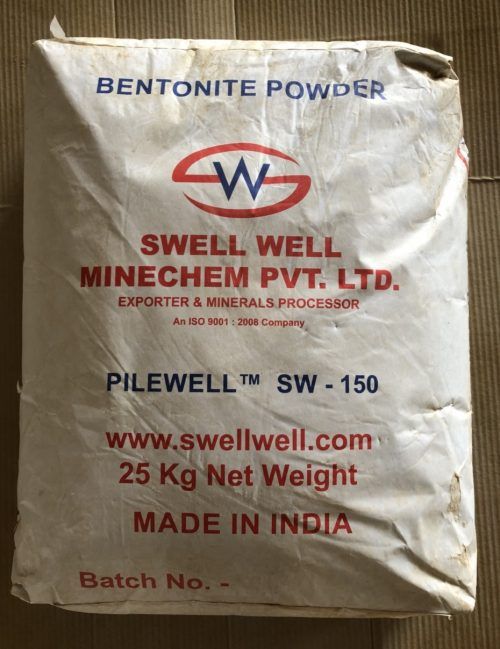 BENTONITE POWDER
SW
SWELL WELL
MINECHEM PVT. LTD.
EXPORTER & MINERALS PROCESSOR
An ISO 9001 : 2008 Company
PILEWELL™ SW - 150
www.swellwell.com
25 Kg Net Weight
MADE IN INDIA
Batch No. -